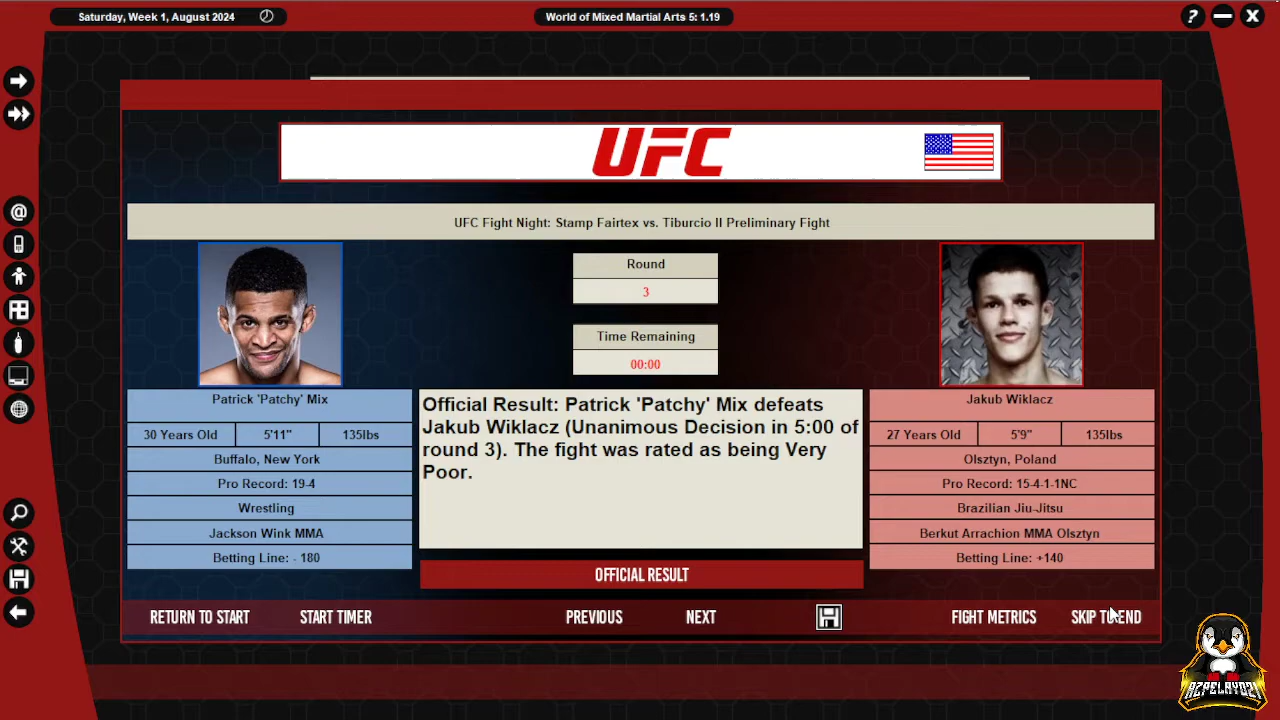 Saturday, Week 1, August 2024
World of Mixed Martial Arts 5: 1.19
?
X
@
UFC
UFC Fight Night: Stamp Fairtex vs. Tiburcio II Preliminary Fight
Round
3
Time Remaining
00:00
Patrick 'Patchy' Mix
30 Years Old
5'11"
135lbs
Buffalo, New York
Pro Record: 19-4
Wrestling
Jackson Wink MMA
Betting Line: - 180
Official Result: Patrick 'Patchy' Mix defeats
Jakub Wiklacz (Unanimous Decision in 5:00 of
round 3). The fight was rated as being Very
Poor.
OFFICIAL RESULT
Jakub Wiklacz
27 Years Old
5'9"
135lbs
Olsztyn, Poland
Pro Record: 15-4-1-1NC
Brazilian Jiu-Jitsu
Berkut Arrachion MMA Olsztyn
Betting Line: +140
RETURN TO START
START TIMER
PREVIOUS
NEXT
FIGHT METRICS
SKIP TO END
AZPELAYO21